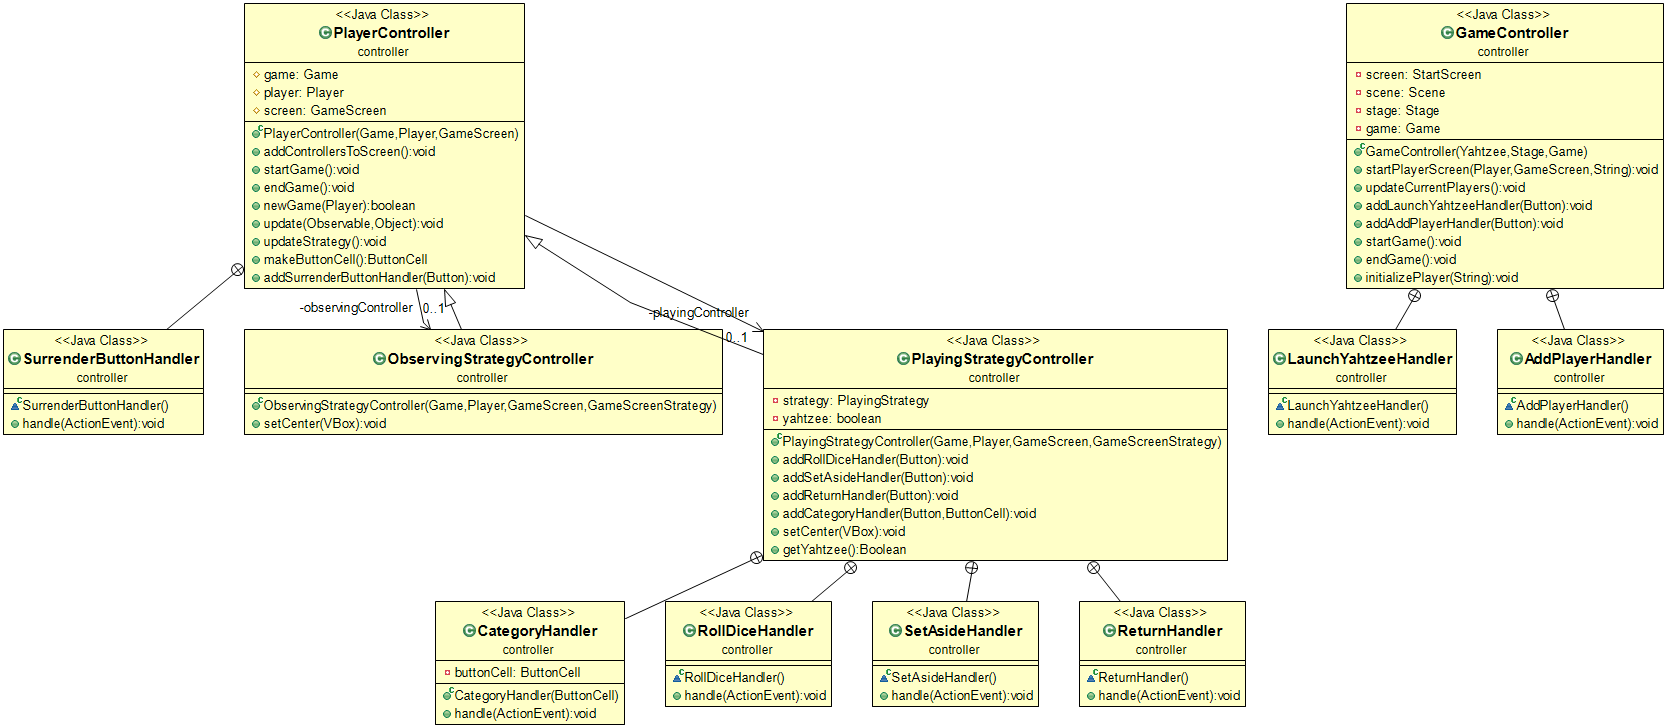 <<Java Class>>
PlayerController
controller
game: Game
player: Player
screen: GameScreen
PlayerController(Game,Player,GameScreen)
addControllersToScreen():void
startGame():void
endGame():void
newGame(Player):boolean
update(Observable,Object):void
updateStrategy():void
makeButtonCell():ButtonCell
addSurrenderButtonHandler(Button):void
<<Java Class>>
GameController
controller
screen: StartScreen
scene: Scene
stage: Stage
game: Game
GameController(Yahtzee,Stage,Game)
startPlayerScreen(Player,GameScreen,String):void
updateCurrentPlayers():void
addLaunchYahtzeeHandler(Button):void
addAddPlayerHandler(Button):void
startGame():void
endGame():void
initializePlayer(String):void
-observingController
0..1
-playingController
0..1
<<Java Class>>
SurrenderButtonHandler
controller
SurrenderButtonHandler()
handle(ActionEvent):void
<<Java Class>>
ObservingStrategyController
controller
ObservingStrategyController(Game,Player,GameScreen,GameScreenStrategy)
setCenter(VBox):void
<<Java Class>>
PlayingStrategyController
controller
strategy: PlayingStrategy
yahtzee: boolean
PlayingStrategyController(Game,Player,GameScreen,GameScreenStrategy)
addRollDiceHandler(Button):void
addSetAsideHandler(Button):void
addReturnHandler(Button):void
addCategoryHandler(Button,ButtonCell):void
setCenter(VBox):void
getYahtzee():Boolean
<<Java Class>>
LaunchYahtzeeHandler
controller
LaunchYahtzeeHandler()
handle(ActionEvent):void
<<Java Class>>
AddPlayerHandler
controller
AddPlayerHandler()
handle(ActionEvent):void
<<Java Class>>
CategoryHandler
controller
buttonCell: ButtonCell
CategoryHandler(ButtonCell)
handle(ActionEvent):void
<<Java Class>>
RollDiceHandler
controller
RollDiceHandler()
handle(ActionEvent):void
<<Java Class>>
SetAsideHandler
controller
SetAsideHandler()
handle(ActionEvent):void
<<Java Class>>
ReturnHandler
controller
ReturnHandler()
handle(ActionEvent):void